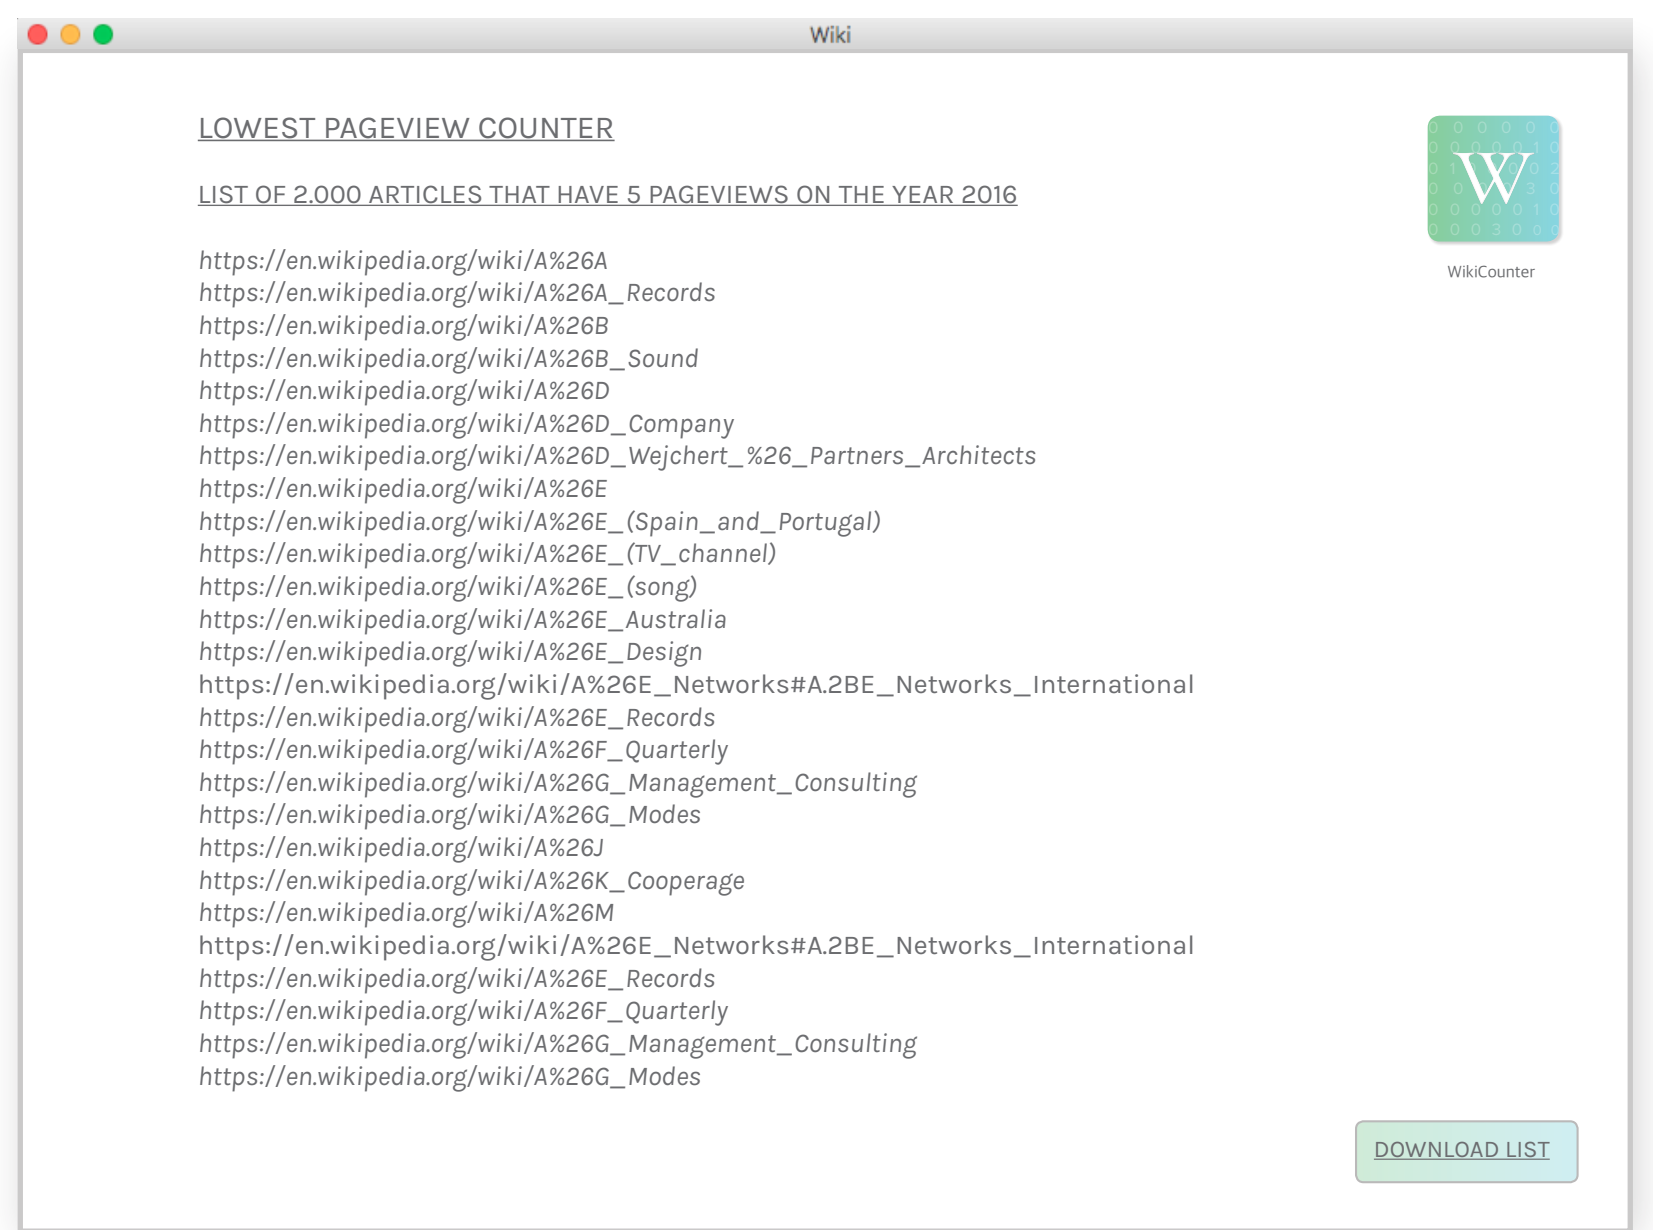 Wiki
LOWEST PAGEVIEW COUNTER
LIST OF 2.000 ARTICLES THAT HAVE 5 PAGEVIEWS ON THE YEAR 2016
https://en.wikipedia.org/wiki/A%26A
https://en.wikipedia.org/wiki/A%26A_Records
https://en.wikipedia.org/wiki/A%26B
https://en.wikipedia.org/wiki/A%26B_Sound
https://en.wikipedia.org/wiki/A%26D
https://en.wikipedia.org/wiki/A%26D_Company
https://en.wikipedia.org/wiki/A%26D_Wejchert_%26_Partners_Architects
https://en.wikipedia.org/wiki/A%26E
https://en.wikipedia.org/wiki/A%26E_(Spain_and_Portugal)
https://en.wikipedia.org/wiki/A%26E_(TV_channel)
https://en.wikipedia.org/wiki/A%26E_(song)
https://en.wikipedia.org/wiki/A%26E_Australia
https://en.wikipedia.org/wiki/A%26E_Design
https://en.wikipedia.org/wiki/A%26E_Networks#A.2BE_Networks_International
https://en.wikipedia.org/wiki/A%26E_Records
https://en.wikipedia.org/wiki/A%26F_Quarterly
https://en.wikipedia.org/wiki/A%26G_Management_Consulting
https://en.wikipedia.org/wiki/A%26G_Modes
https://en.wikipedia.org/wiki/A%26J
https://en.wikipedia.org/wiki/A%26K_Cooperage
https://en.wikipedia.org/wiki/A%26M
https://en.wikipedia.org/wiki/A%26E_Networks#A.2BE_Networks_International
https://en.wikipedia.org/wiki/A%26E_Records
https://en.wikipedia.org/wiki/A%26F_Quarterly
https://en.wikipedia.org/wiki/A%26G_Management_Consulting
https://en.wikipedia.org/wiki/A%26G_Modes
W
WikiCounter
DOWNLOAD LIST